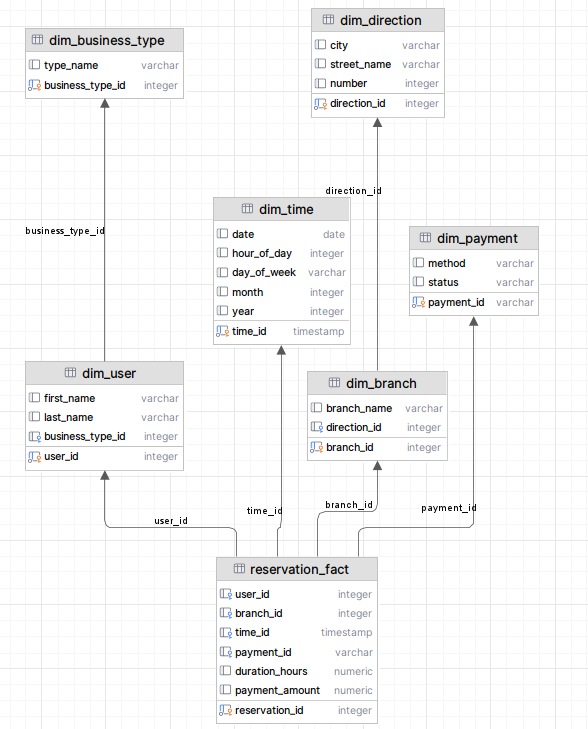 dim_business_type
type_name varchar
business_type_id integer
dim_direction
city varchar
street_name varchar
number integer
direction_id integer
direction_id
business_type_id
dim_time
date date
hour_of_day integer
day_of_week varchar
month integer
year integer
time_id timestamp
dim_payment
method varchar
status varchar
payment_id varchar
dim_user
first_name varchar
last_name varchar
business_type_id integer
user_id integer
dim_branch
branch_name varchar
direction_id integer
branch_id integer
user_id
time_id
branch_id
payment_id
reservation_fact
user_id integer
branch_id integer
time_id timestamp
payment_id varchar
duration_hours numeric
payment_amount numeric
reservation_id integer